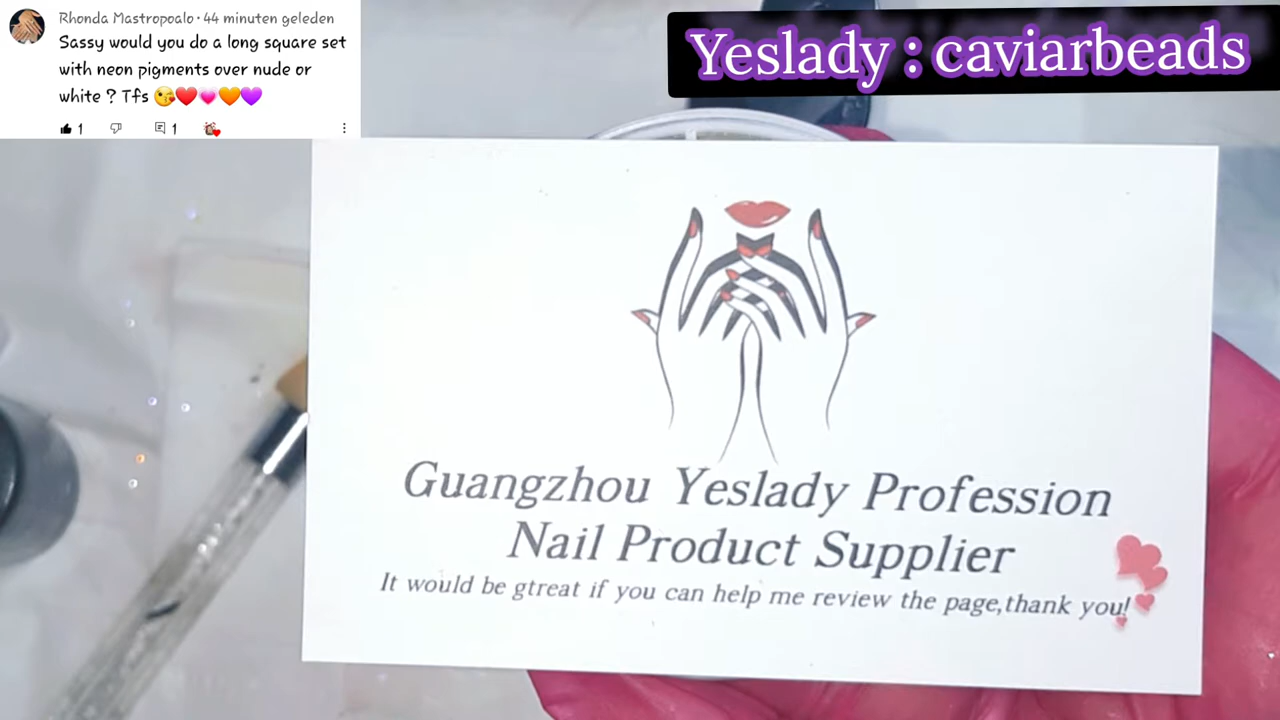 Rhonda Mastropoalo · 44 minuten geleden
Sassy would you do a long square set
with neon pigments over nude or
white ? Tfs 😘❤️💗🧡💜
1
1
Yeslady : caviarbeads
Guangzhou Yeslady Profession
Nail Product Supplier
It would be gtreat if you can help me review the page,thank you!